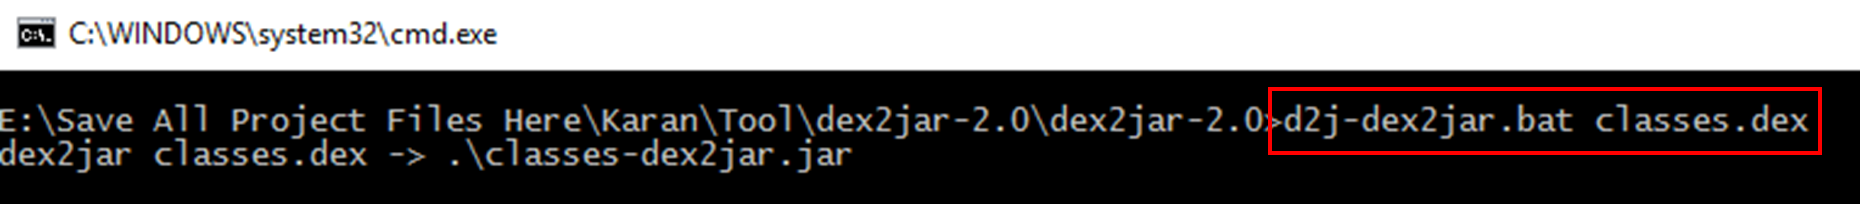 C:\WINDOWS\system32\cmd.exe
E:\Save All Project Files Here\Karan\Tool\dex2jar-2.0\dex2jar-2.0>d2j-dex2jar.bat classes.dex
dex2jar classes.dex -> .\classes-dex2jar.jar